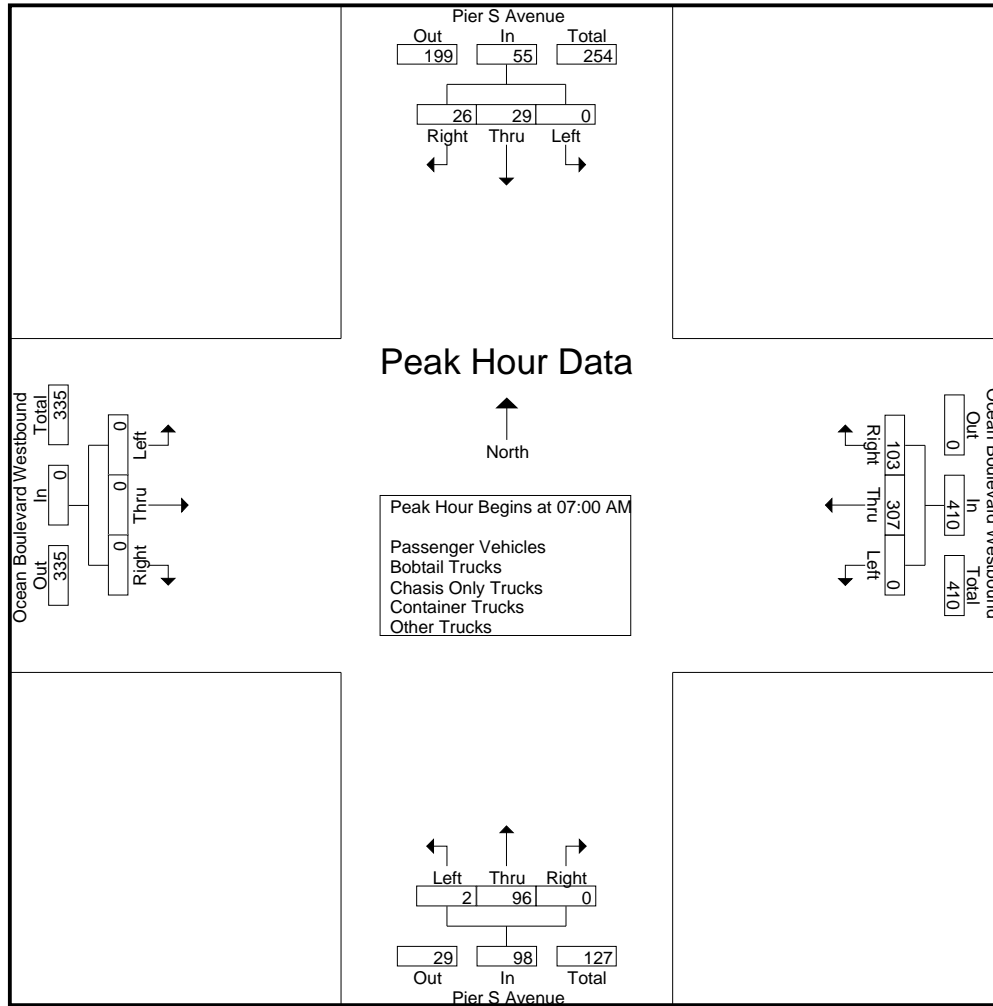 Pier S Avenue
Out In Total
199 55 254
26 29 0
Right Thru Left
Peak Hour Data
North
Peak Hour Begins at 07:00 AM
Passenger Vehicles
Bobtail Trucks
Chasis Only Trucks
Container Trucks
Other Trucks
Ocean Boulevard Westbound
Out In Total
335 0 335
Left Thru Right
0 0 0
Ocean Boulevard Westbound
Out In Total
0 410 410
Right Thru Left
103 307 0
Left Thru Right
2 96 0
29 98 127
Out In Total
Pier S Avenue